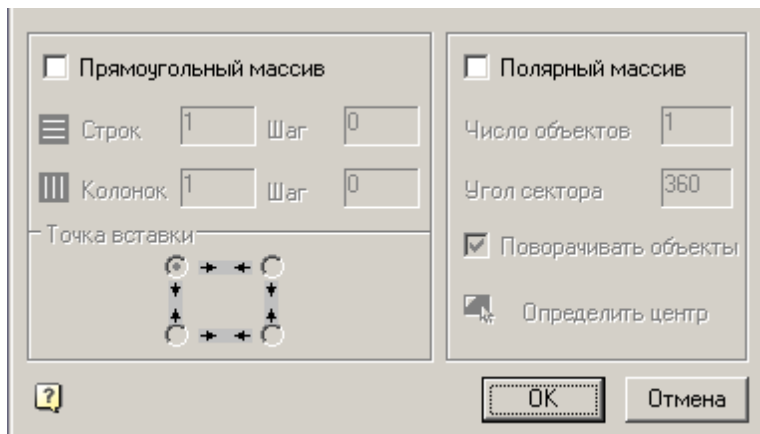 Прямоугольный массив
Строк 1 Шаг 0
Колонок 1 Шаг 0
Точка вставки
Полярный массив
Число объектов 1
Угол сектора 360
Поворачивать объекты
Определить центр
?
OK Отмена